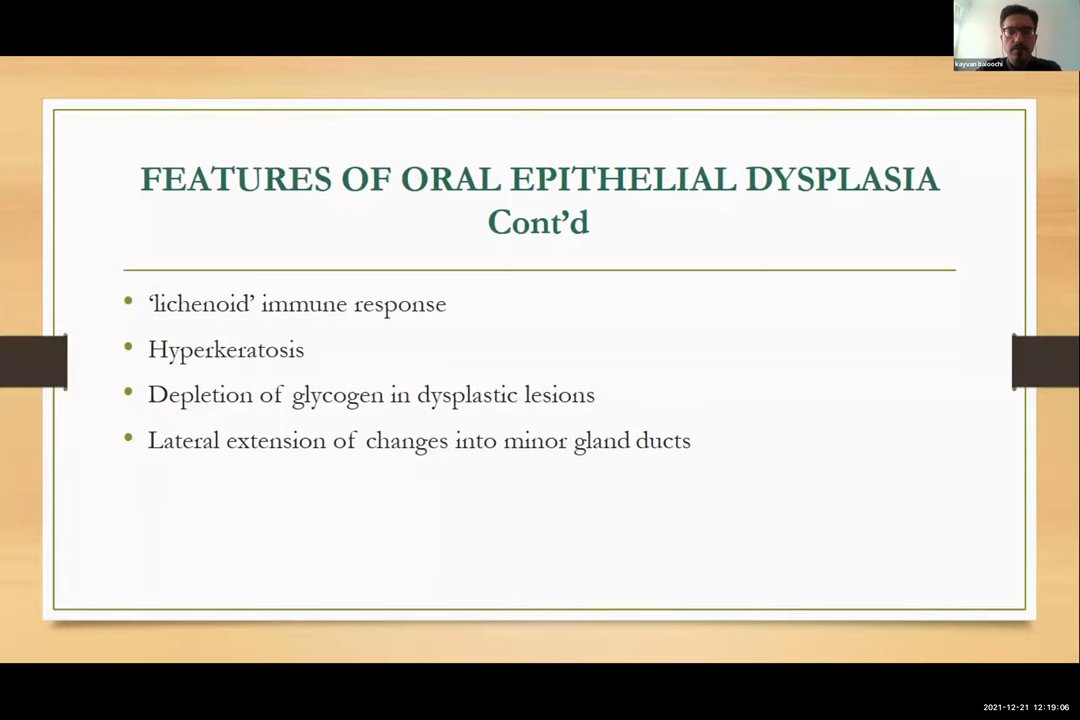 kayvan baloochi
FEATURES OF ORAL EPITHELIAL DYSPLASIA
Cont’d
• ‘lichenoid’ immune response
• Hyperkeratosis
• Depletion of glycogen in dysplastic lesions
• Lateral extension of changes into minor gland ducts
2021-12-21 12:19:06